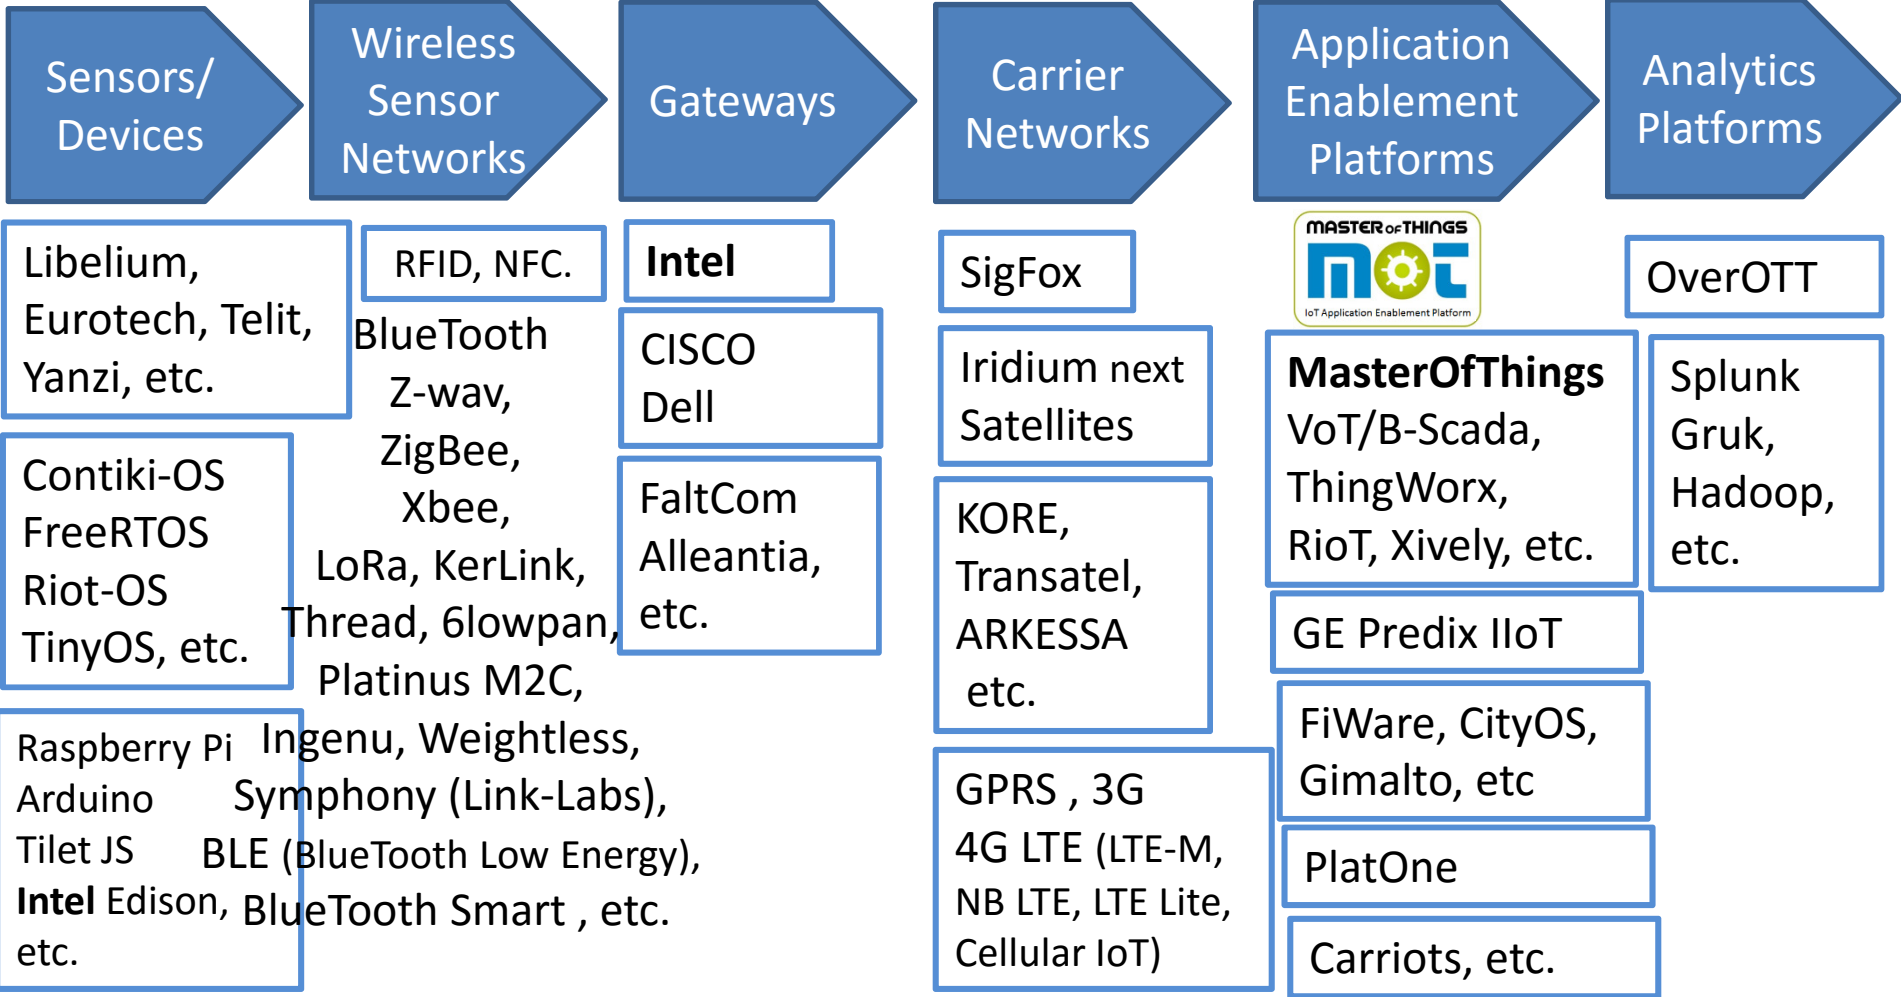 Sensors/
Devices
Wireless
Sensor
Networks
Gateways
Carrier
Networks
Application
Enablement
Platforms
Analytics
Platforms
Libelium,
Eurotech, Telit,
Yanzi, etc.
Contiki-OS
FreeRTOS
Riot-OS
TinyOS, etc.
Raspberry Pi
Arduino
Tilet JS
Intel Edison,
etc.
RFID, NFC.
BlueTooth
Z-wav,
ZigBee,
Xbee,
LoRa, KerLink,
Thread, 6lowpan,
Platinus M2C,
Ingenu, Weightless,
Symphony (Link-Labs),
BLE (BlueTooth Low Energy),
BlueTooth Smart , etc.
Intel
CISCO
Dell
FaltCom
Alleantia,
etc.
SigFox
Iridium next
Satellites
KORE,
Transatel,
ARKESSA
etc.
GPRS , 3G
4G LTE (LTE-M,
NB LTE, LTE Lite,
Cellular IoT)
MASTER OF THINGS
MOT
IoT Application Enablement Platform
MasterOfThings
VoT/B-Scada,
ThingWorx,
RioT, Xively, etc.
GE Predix IIoT
FiWare, CityOS,
Gimalto, etc
PlatOne
Carriots, etc.
OverOTT
Splunk
Gruk,
Hadoop,
etc.